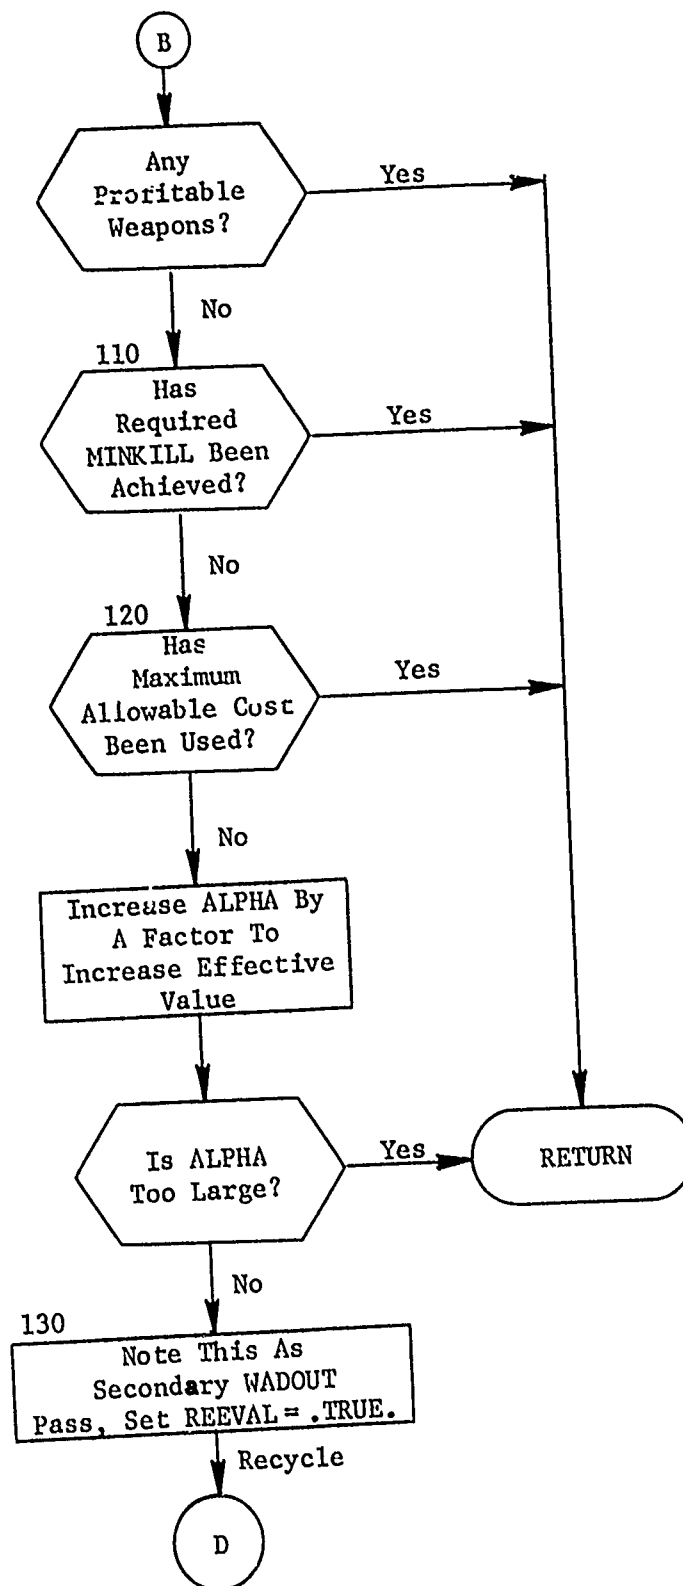 B
Any
Profitable
Weapons?
Yes
No
110
Has
Required
MINKILL Been
Achieved?
Yes
No
120
Has
Maximum
Allowable Cost
Been Used?
Yes
No
Increase ALPHA By
A Factor To
Increase Effective
Value
Is ALPHA
Too Large?
Yes
RETURN
No
130
Note This As
Secondary WADOUT
Pass, Set REEVAL = .TRUE.
Recycle
D